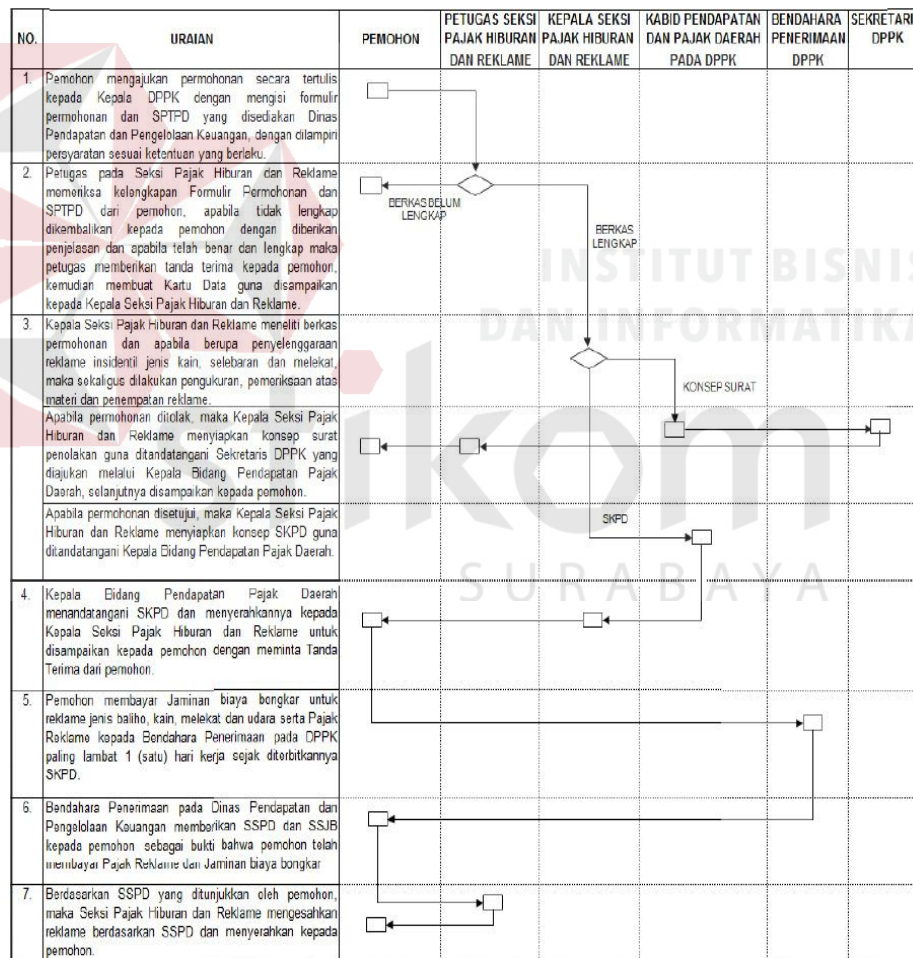 NO.
URAIAN
PEMOHON
PETUGAS SEKSI
PAJAK HIBURAN
DAN REKLAME
KEPALA SEKSI
PAJAK HIBURAN
DAN REKLAME
KABID PENDAPATAN
DAN PAJAK DAERAH
PADA DPPK
BENDAHARA
PENERIMAAN
DPPK
SEKRETARI
DPPK
1. Pemohon mengajukan permohonan secara tertulis
kepada Kepala DPPK dengan mengisi formulir
permohonan dan SPTPD yang disediakan Dinas
Pendapatan dan Pengelolaan Keuangan, dengan dilampiri
persyaratan sesuai ketentuan yang berlaku.
2. Petugas pada Seksi Pajak Hiburan dan Reklame
memeriksa kelengkapan Formulir Permohonan dan
SPTPD dari pemohon, apabila tidak lengkap
dikembalikan kepada pemohon dengan diberikan
penjelasan dan apabila telah benar dan lengkap maka
petugas memberikan tanda terima kepada pemohon,
kemudian membuat Kartu Data guna disampaikan
kepada Kepala Seksi Pajak Hiburan dan Reklame.
BERKAS BELUM
LENGKAP
BERKAS
LENGKAP
3. Kepala Seksi Pajak Hiburan dan Reklame meneliti berkas
permohonan dan apabila berupa penyelenggaraan
reklame insidentil jenis kain, selebaran dan melekat,
maka sekaligus dilakukan pengukuran, pemeriksaan atas
materi dan penempatan reklame.
KONSEP SURAT
Apabila permohonan ditolak, maka Kepala Seksi Pajak
Hiburan dan Reklame menyiapkan konsep surat
penolakan guna ditandatangani Sekretaris DPPK yang
diajukan melalui Kepala Bidang Pendapatan Pajak
Daerah, selanjutnya disampaikan kepada pemohon.
Apabila permohonan disetujui, maka Kepala Seksi Pajak
Hiburan dan Reklame menyiapkan konsep SKPD guna
ditandatangani Kepala Bidang Pendapatan Pajak Daerah.
SKPD
4. Kepala Bidang Pendapatan Pajak Daerah
menandatangani SKPD dan menyerahkannya kepada
Kepala Seksi Pajak Hiburan dan Reklame untuk
disampaikan kepada pemohon dengan meminta Tanda
Terima dari pemohon.
5. Pemohon membayar Jaminan biaya bongkar untuk
reklame jenis baliho, kain, melekat dan udara serta Pajak
Reklame kepada Bendahara Penerimaan pada DPPK
paling lambat 1 (satu) hari kerja sejak diterbitkannya
SKPD.
6. Bendahara Penerimaan pada Dinas Pendapatan dan
Pengelolaan Keuangan memberikan SSPD dan SSJB
kepada pemohon sebagai bukti bahwa pemohon telah
membayar Pajak Reklame dan Jaminan biaya bongkar
7. Berdasarkan SSPD yang ditunjukkan oleh pemohon,
maka Seksi Pajak Hiburan dan Reklame mengesahkan
reklame berdasarkan SSPD dan menyerahkan kepada
pemohon.
INSTITUT BISNIS
DAN INFORMATIKA
stikom
SURABAYA